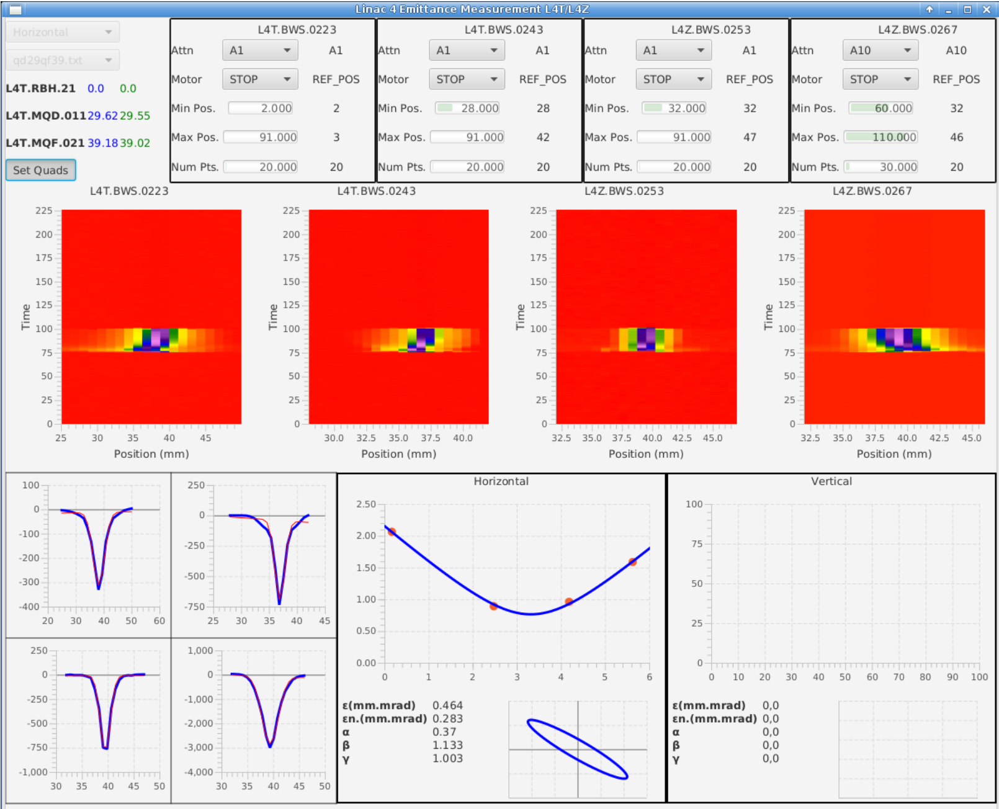 Linac 4 Emittance Measurement L4T/L4Z
Horizontal
qd29qf39.txt
L4T.RBH.21 0.0 0.0
L4T.MQD.011 29.62 29.55
L4T.MQF.021 39.18 39.02
Set Quads
L4T.BWS.0223
Attn A1 A1
Motor STOP REF_POS
Min Pos. 2.000 2
Max Pos. 91.000 3
Num Pts. 20.000 20
L4T.BWS.0243
Attn A1 A1
Motor STOP REF_POS
Min Pos. 28.000 28
Max Pos. 91.000 42
Num Pts. 20.000 20
L4Z.BWS.0253
Attn A1 A1
Motor STOP REF_POS
Min Pos. 32.000 32
Max Pos. 91.000 47
Num Pts. 20.000 20
L4Z.BWS.0267
Attn A10 A10
Motor STOP REF_POS
Min Pos. 60.000 32
Max Pos. 110.000 46
Num Pts. 30.000 20
L4T.BWS.0223
225
200
175
150
125
100
75
50
25
0
Time
25 30 35 40 45
Position (mm)
L4T.BWS.0243
225
200
175
150
125
100
75
50
25
0
Time
30.0 32.5 35.0 37.5 40.0
Position (mm)
L4Z.BWS.0253
225
200
175
150
125
100
75
50
25
0
Time
32.5 35.0 37.5 40.0 42.5 45.0
Position (mm)
L4Z.BWS.0267
225
200
175
150
125
100
75
50
25
0
Time
32.5 35.0 37.5 40.0 42.5 45.0
Position (mm)
100
0
-100
-200
-300
-400
20 30 40 50 60
250
0
-250
-500
-750
25 30 35 40 45
250
0
-250
-500
-750
-1,000
30 35 40 45 50
1,000
0
-1,000
-2,000
-3,000
-4,000
30 35 40 45 50
Horizontal
2.50
2.00
1.50
1.00
0.50
0.00
0 1 2 3 4 5 6
ε(mm.mrad) 0.464
εn.(mm.mrad) 0.283
α 0.37
β 1.133
γ 1.003
Vertical
100
75
50
25
0
0 10 20 30 40 50 60 70 80 90 100
ε(mm.mrad) 0,0
εn.(mm.mrad) 0,0
α 0,0
β 0,0
γ 0,0